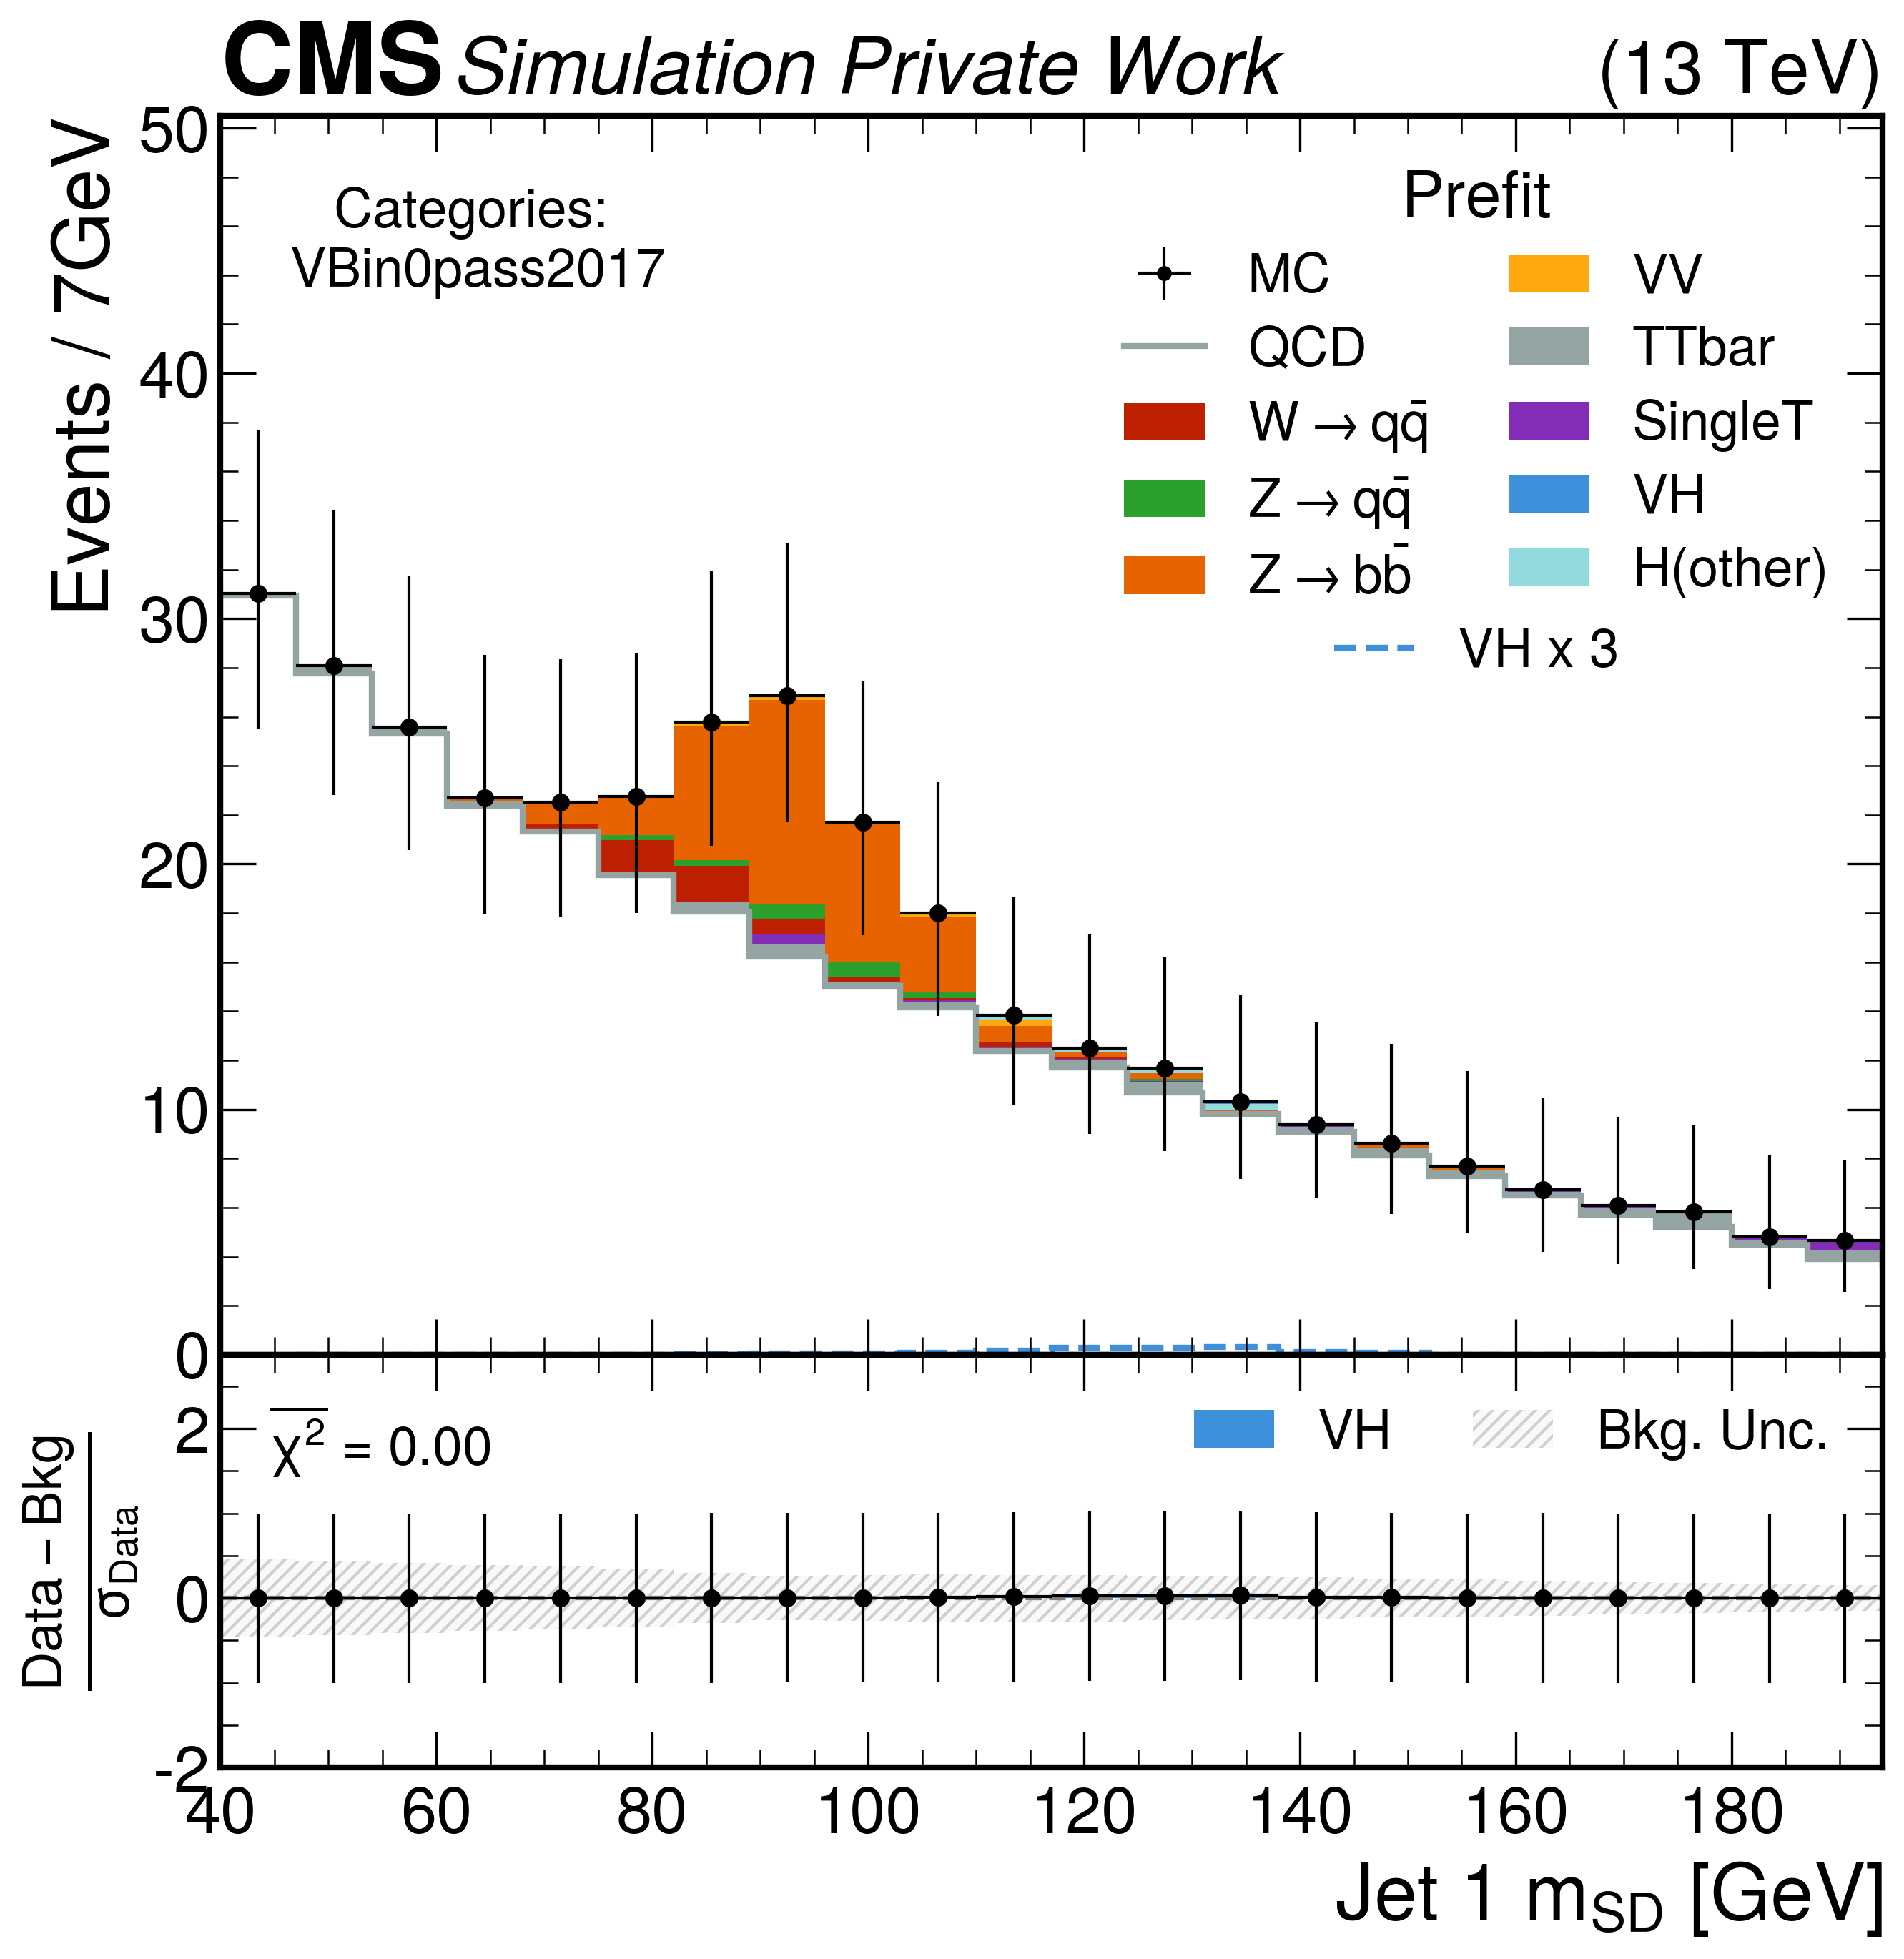 CMS Simulation Private Work (13 TeV)
Events / 7GeV
50
40
30
20
10
0
Categories:
VBin0pass2017
Prefit
MC
QCD
W → qq̄
Z → qq̄
Z → bb̄
VV
TTbar
SingleT
VH
H(other)
VH x 3
Data − Bkg
σData
2
0
-2
χ² = 0.00
VH
Bkg. Unc.
40 60 80 100 120 140 160 180
Jet 1 mSD [GeV]